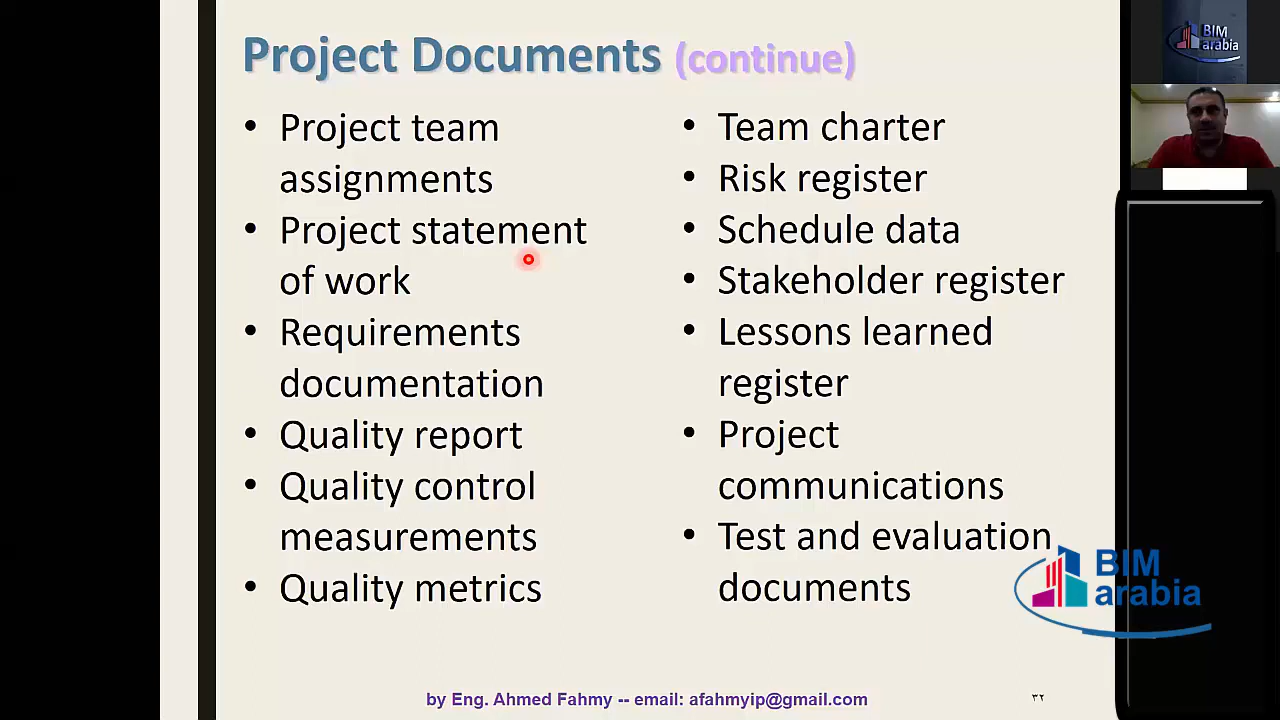 Project Documents (continue)
• Project team
assignments
• Project statement
of work
• Requirements
documentation
• Quality report
• Quality control
measurements
• Quality metrics
• Team charter
• Risk register
• Schedule data
• Stakeholder register
• Lessons learned
register
• Project
communications
• Test and evaluation
documents
by Eng. Ahmed Fahmy -- email: afahmyip@gmail.com
٣٢
BIM
arabia
BIM
arabia